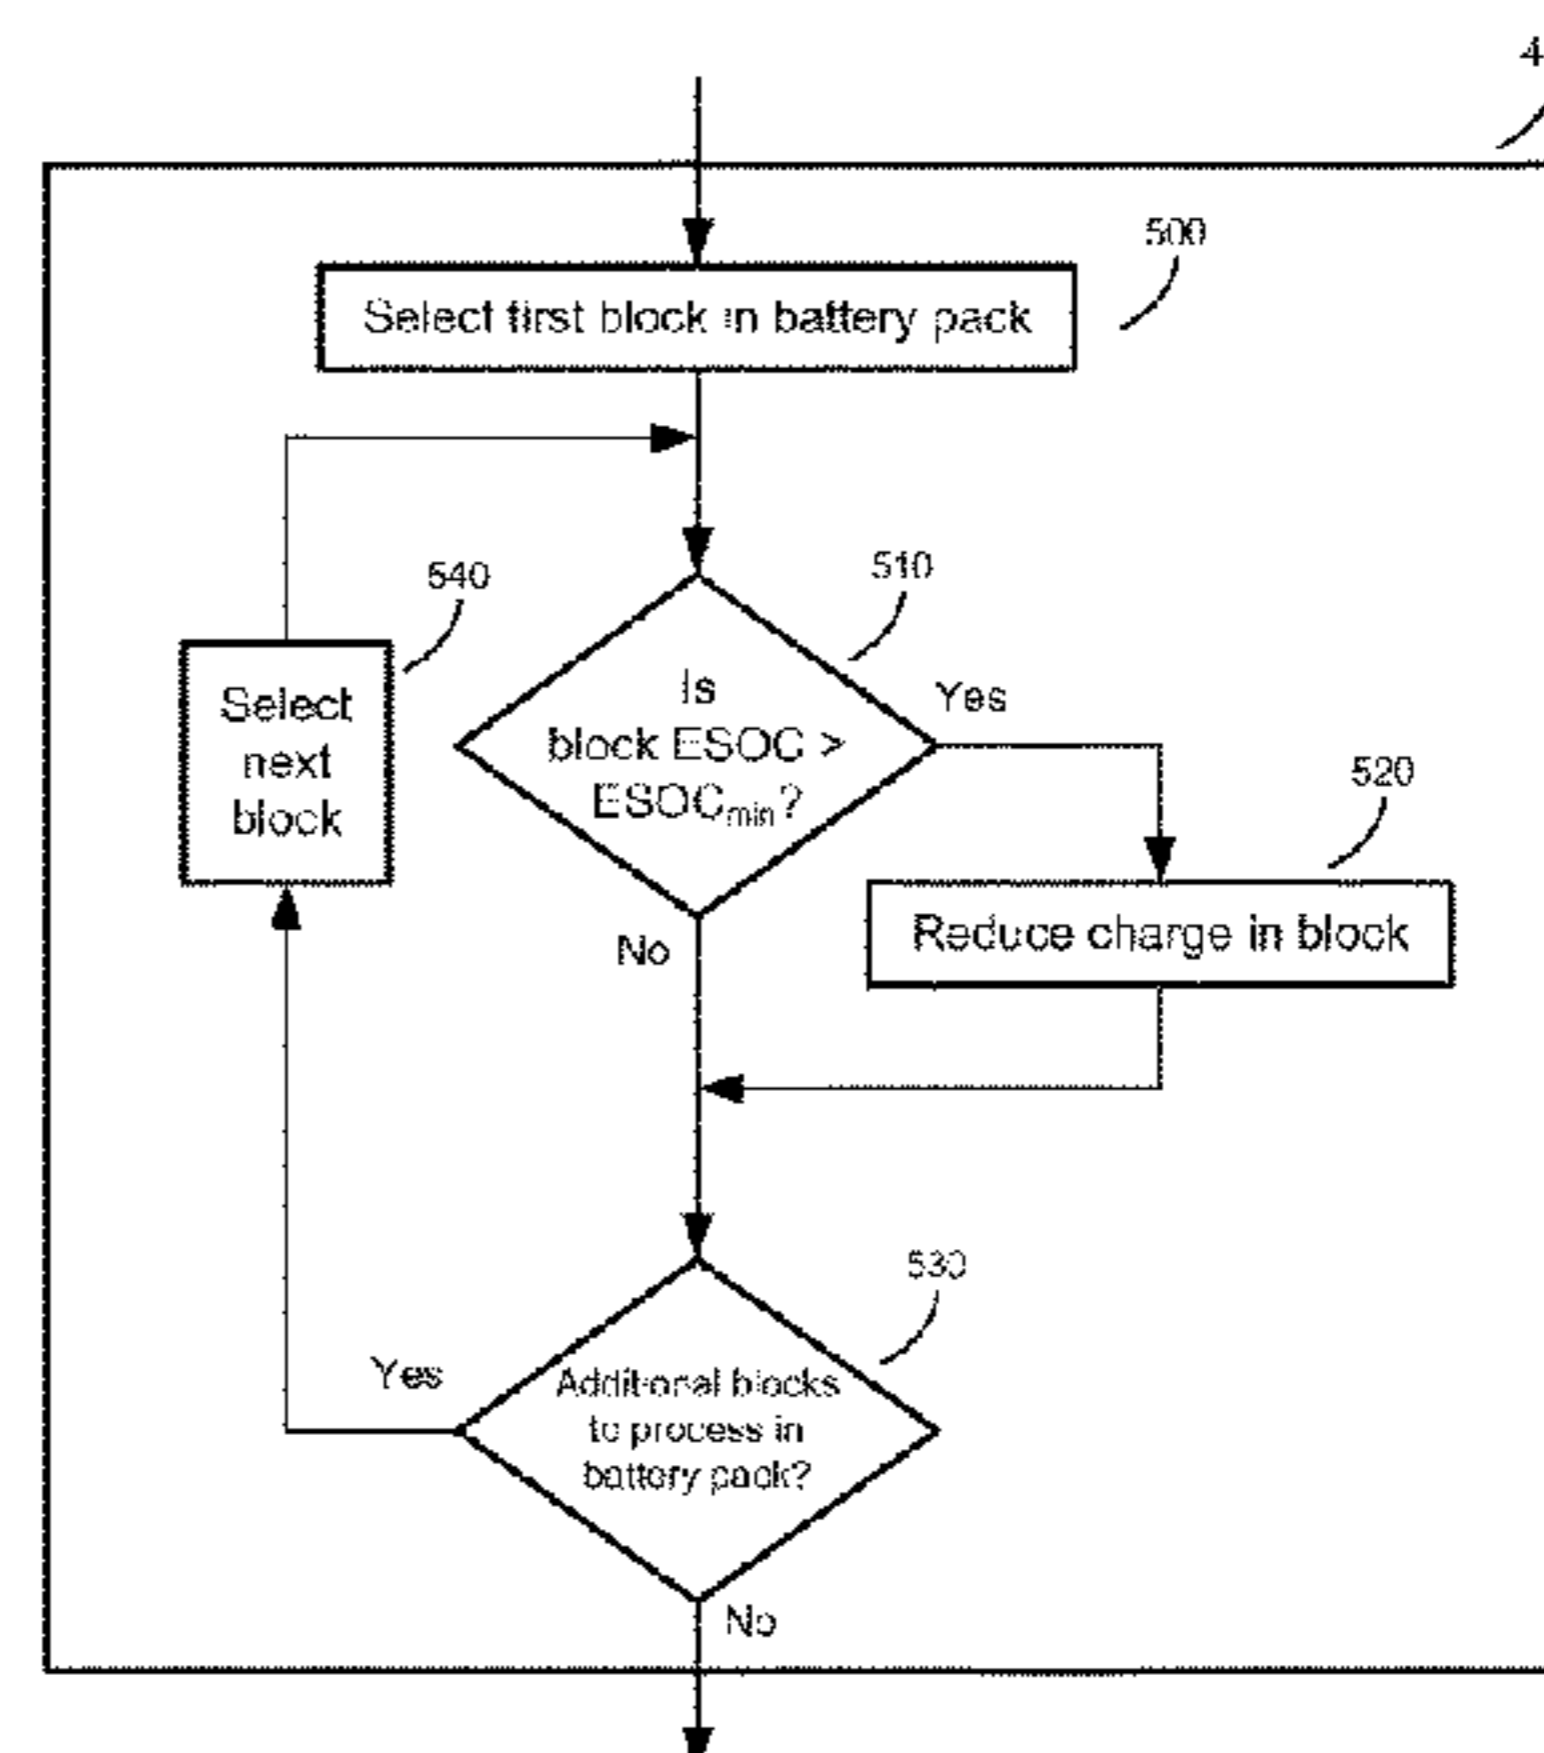 4
500
Select first block in battery pack
540
510
Is
block ESOC >
ESOCmin?
Yes
Select
next
block
520
Reduce charge in block
No
530
Yes
Additional blocks
to process in
battery pack?
No